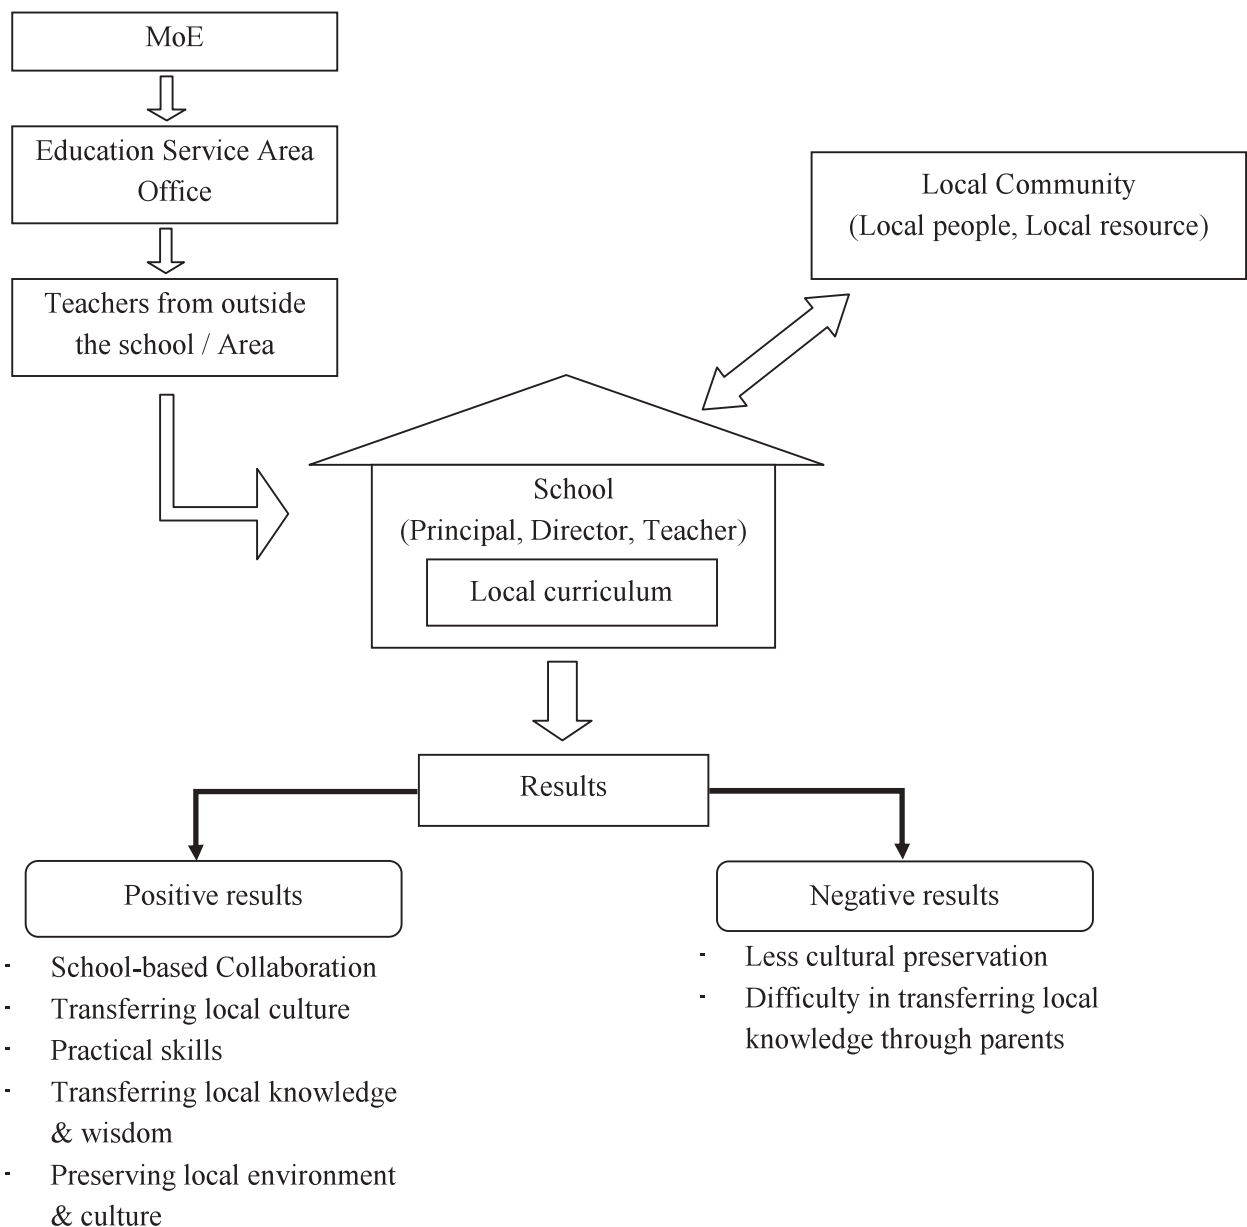 MoE
Education Service Area
Office
Teachers from outside
the school / Area
Local Community
(Local people, Local resource)
School
(Principal, Director, Teacher)
Local curriculum
Results
Positive results
- School-based Collaboration
- Transferring local culture
- Practical skills
- Transferring local knowledge
& wisdom
- Preserving local environment
& culture
Negative results
- Less cultural preservation
- Difficulty in transferring local
knowledge through parents